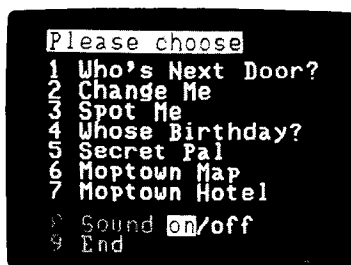 Please choose
1 Who's Next Door?
2 Change Me
3 Spot Me
4 Whose Birthday?
5 Secret Pal
6 Moptown Map
7 Moptown Hotel
Sound on/off
9 End